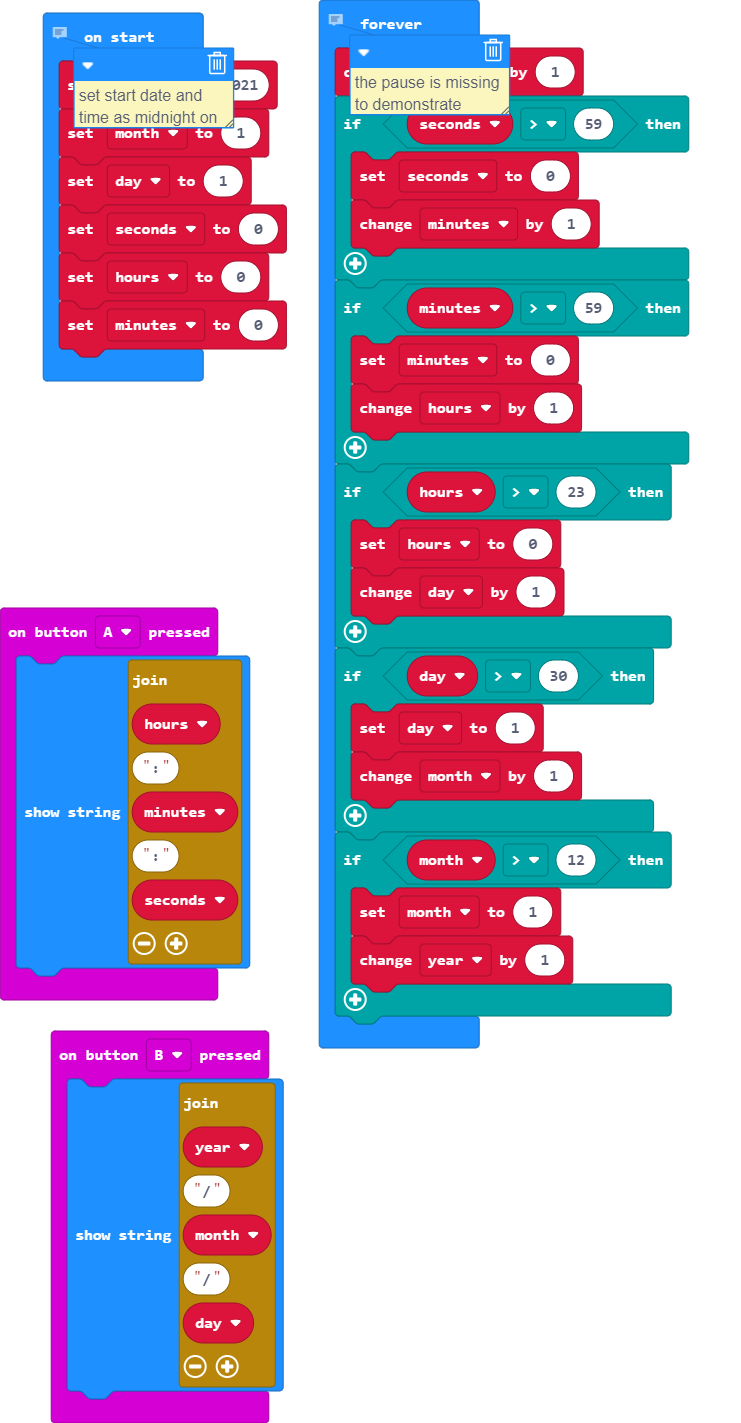 on start
set start date and
time as midnight on
021
set month to 1
set day to 1
set seconds to 0
set hours to 0
set minutes to 0
forever
the pause is missing
to demonstrate
by 1
if seconds > 59 then
set seconds to 0
change minutes by 1
if minutes > 59 then
set minutes to 0
change hours by 1
if hours > 23 then
set hours to 0
change day by 1
if day > 30 then
set day to 1
change month by 1
if month > 12 then
set month to 1
change year by 1
on button A pressed
join
hours
":"
show string minutes
":"
seconds
on button B pressed
join
year
"/"
show string month
"/"
day